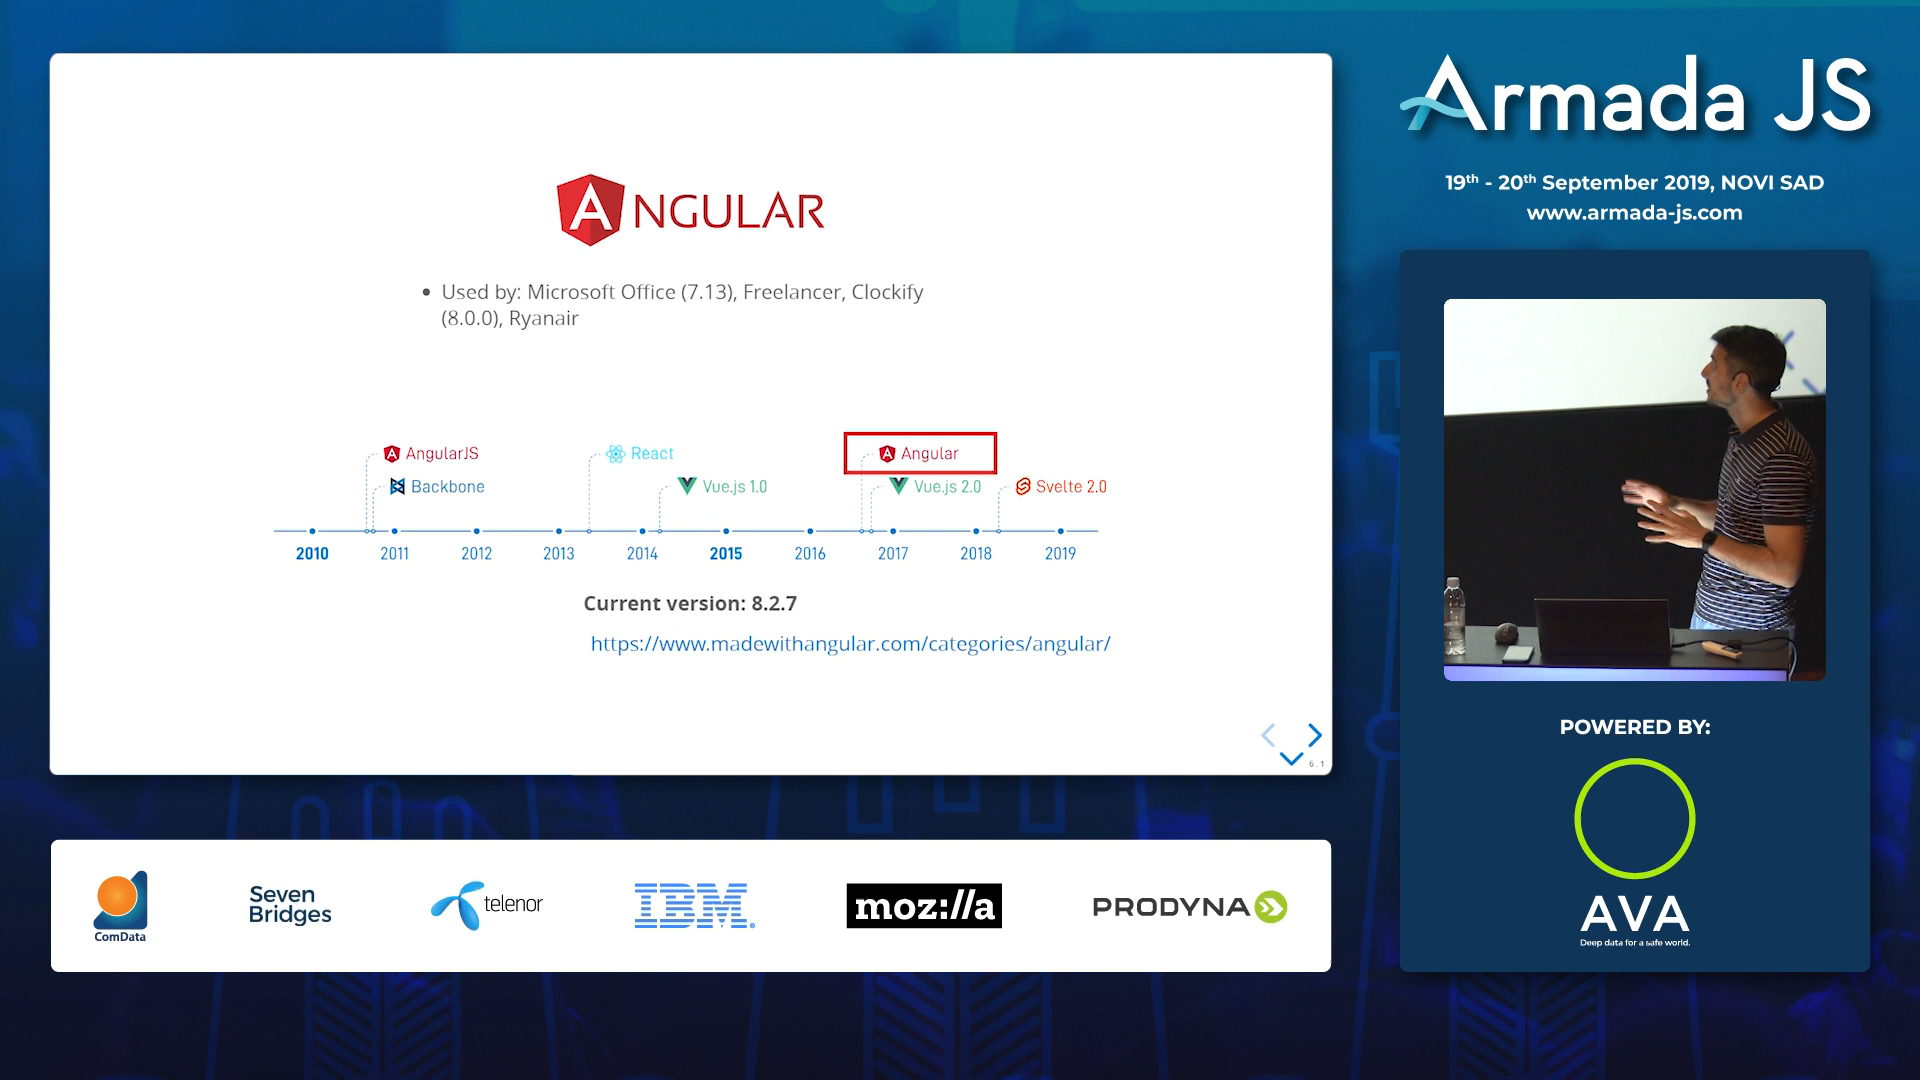 ANGULAR
• Used by: Microsoft Office (7.13), Freelancer, Clockify
(8.0.0), Ryanair
AngularJS
React
Angular
Backbone
Vue.js 1.0
Vue.js 2.0
Svelte 2.0
2010 2011 2012 2013 2014 2015 2016 2017 2018 2019
Current version: 8.2.7
https://www.madewithangular.com/categories/angular/
6.1
Armada JS
19th - 20th September 2019, NOVI SAD
www.armada-js.com
POWERED BY:
AVA
Deep data for a safe world.
ComData
Seven
Bridges
telenor
IBM
moz://a
PRODYNA